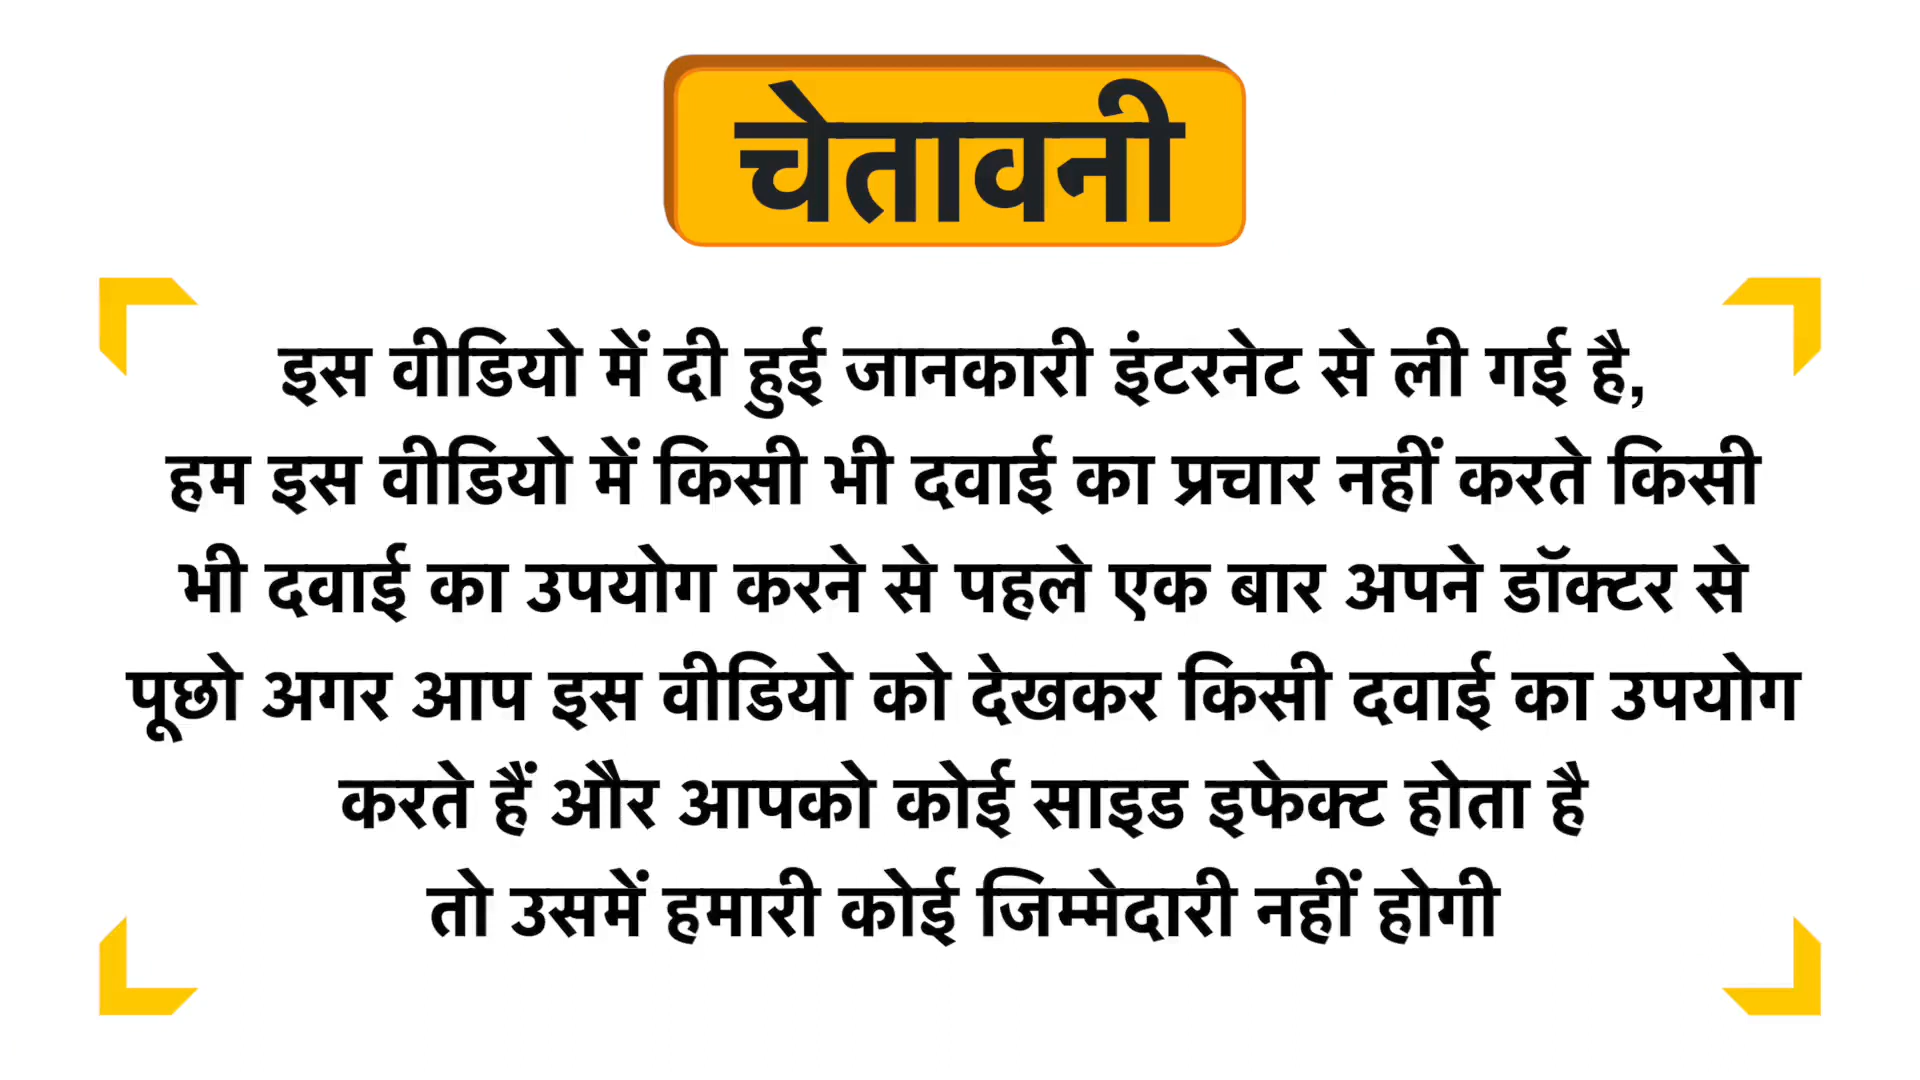 चेतावनी
इस वीडियो में दी हुई जानकारी इंटरनेट से ली गई है,
हम इस वीडियो में किसी भी दवाई का प्रचार नहीं करते किसी
भी दवाई का उपयोग करने से पहले एक बार अपने डॉक्टर से
पूछो अगर आप इस वीडियो को देखकर किसी दवाई का उपयोग
करते हैं और आपको कोई साइड इफेक्ट होता है
तो उसमें हमारी कोई जिम्मेदारी नहीं होगी